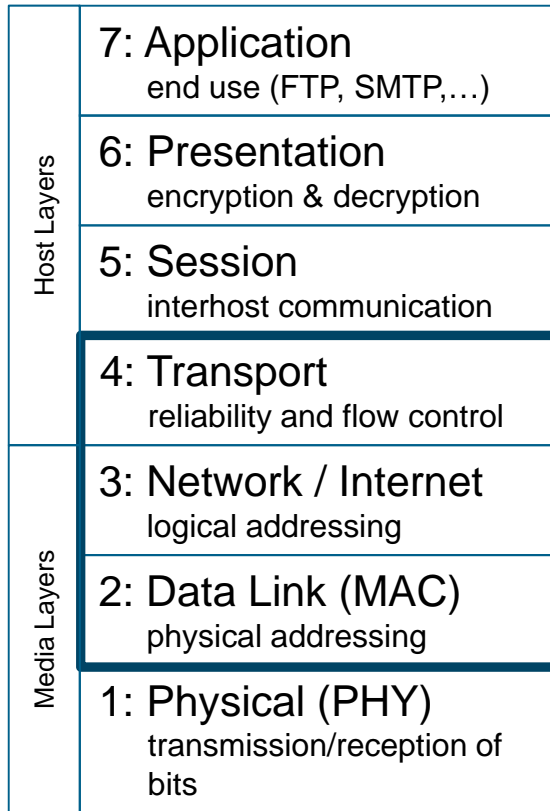 Host Layers
7: Application
end use (FTP, SMTP,…)
6: Presentation
encryption & decryption
5: Session
interhost communication
4: Transport
reliability and flow control
Media Layers
3: Network / Internet
logical addressing
2: Data Link (MAC)
physical addressing
1: Physical (PHY)
transmission/reception of
bits